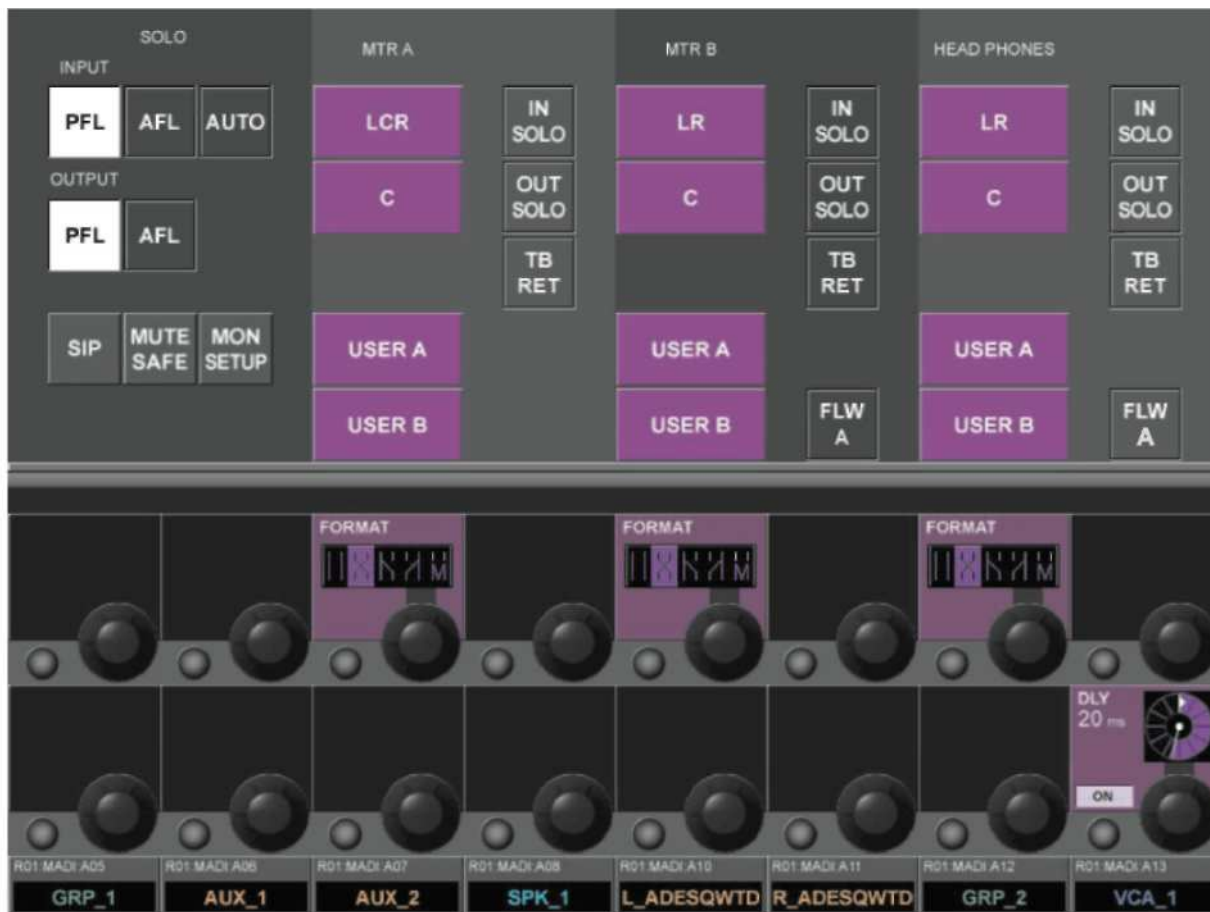 SOLO
MTR A
MTR B
HEAD PHONES
INPUT
PFL
AFL
AUTO
LCR
IN SOLO
LR
IN SOLO
LR
IN SOLO
OUTPUT
C
OUT SOLO
C
OUT SOLO
C
OUT SOLO
PFL
AFL
TB RET
TB RET
TB RET
SIP
MUTE SAFE
MON SETUP
USER A
USER A
USER A
USER B
USER B
FLW A
USER B
FLW A
FORMAT
FORMAT
FORMAT
M
M
M
DLY
20 ms
ON
R01:MADI:A05
R01:MADI:A06
R01:MADI:A07
R01:MADI:A08
R01:MADI:A10
R01:MADI:A11
R01:MADI:A12
R01:MADI:A13
GRP_1
AUX_1
AUX_2
SPK_1
L_ADESQWTD
R_ADESQWTD
GRP_2
VCA_1